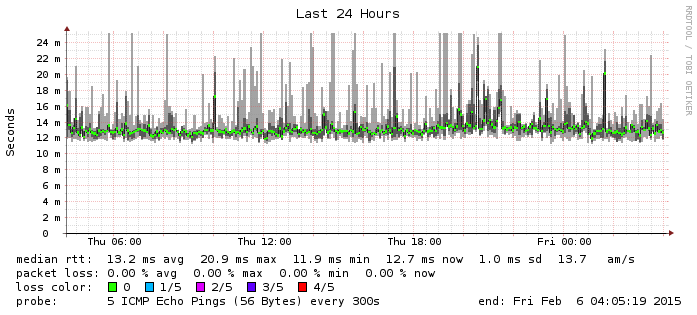 Last 24 Hours
RRDTOOL / TOBI OETIKER
Seconds
24 m
22 m
20 m
18 m
16 m
14 m
12 m
10 m
8 m
6 m
4 m
2 m
0
Thu 06:00 Thu 12:00 Thu 18:00 Fri 00:00
median rtt: 13.2 ms avg 20.9 ms max 11.9 ms min 12.7 ms now 1.0 ms sd 13.7 am/s
packet loss: 0.00 % avg 0.00 % max 0.00 % min 0.00 % now
loss color: 0 1/5 2/5 3/5 4/5
probe: 5 ICMP Echo Pings (56 Bytes) every 300s end: Fri Feb 6 04:05:19 2015